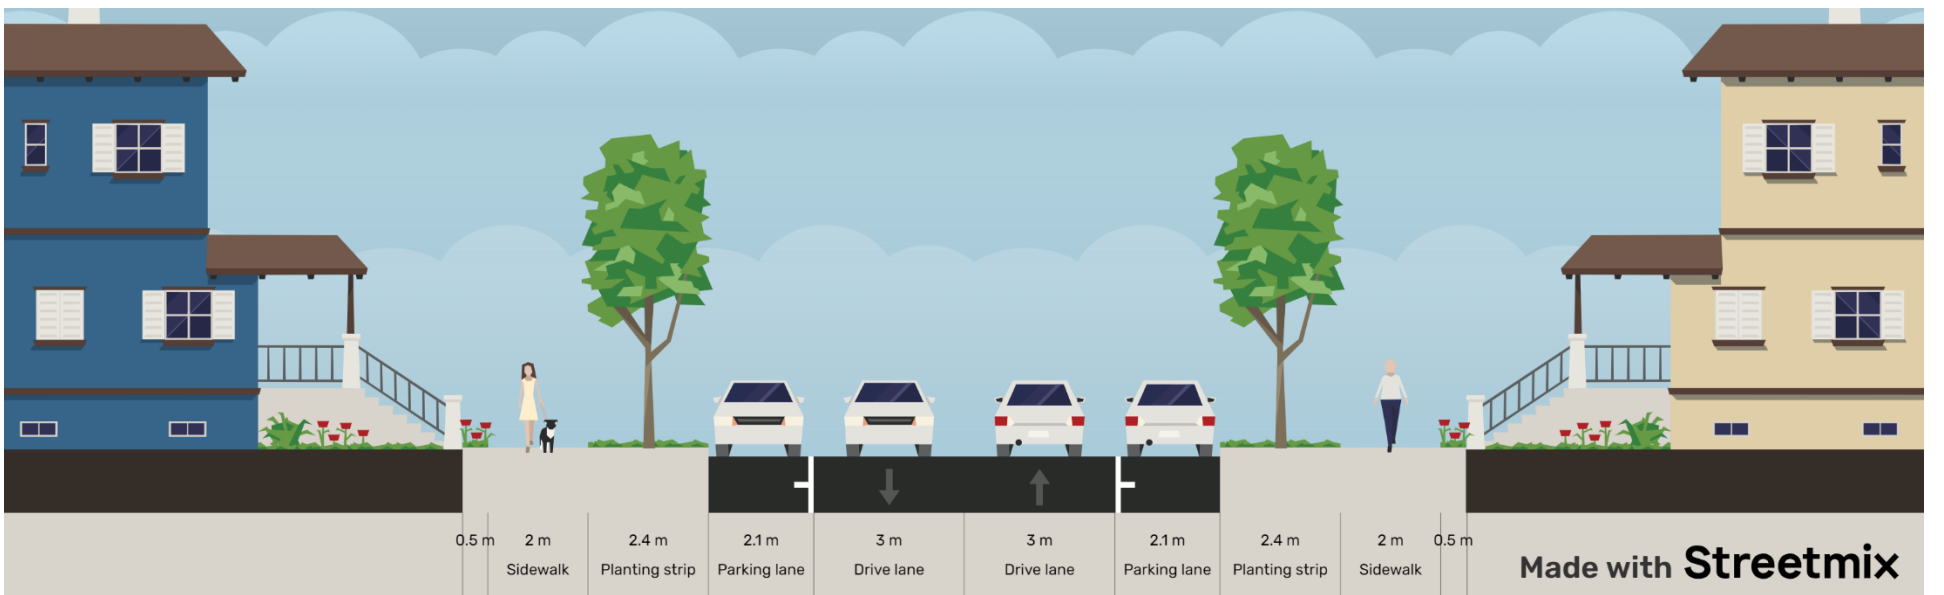 0.5 m
2 m
2.4 m
2.1 m
3 m
3 m
2.1 m
2.4 m
2 m
0.5 m
Sidewalk
Planting strip
Parking lane
Drive lane
Drive lane
Parking lane
Planting strip
Sidewalk
Made with Streetmix